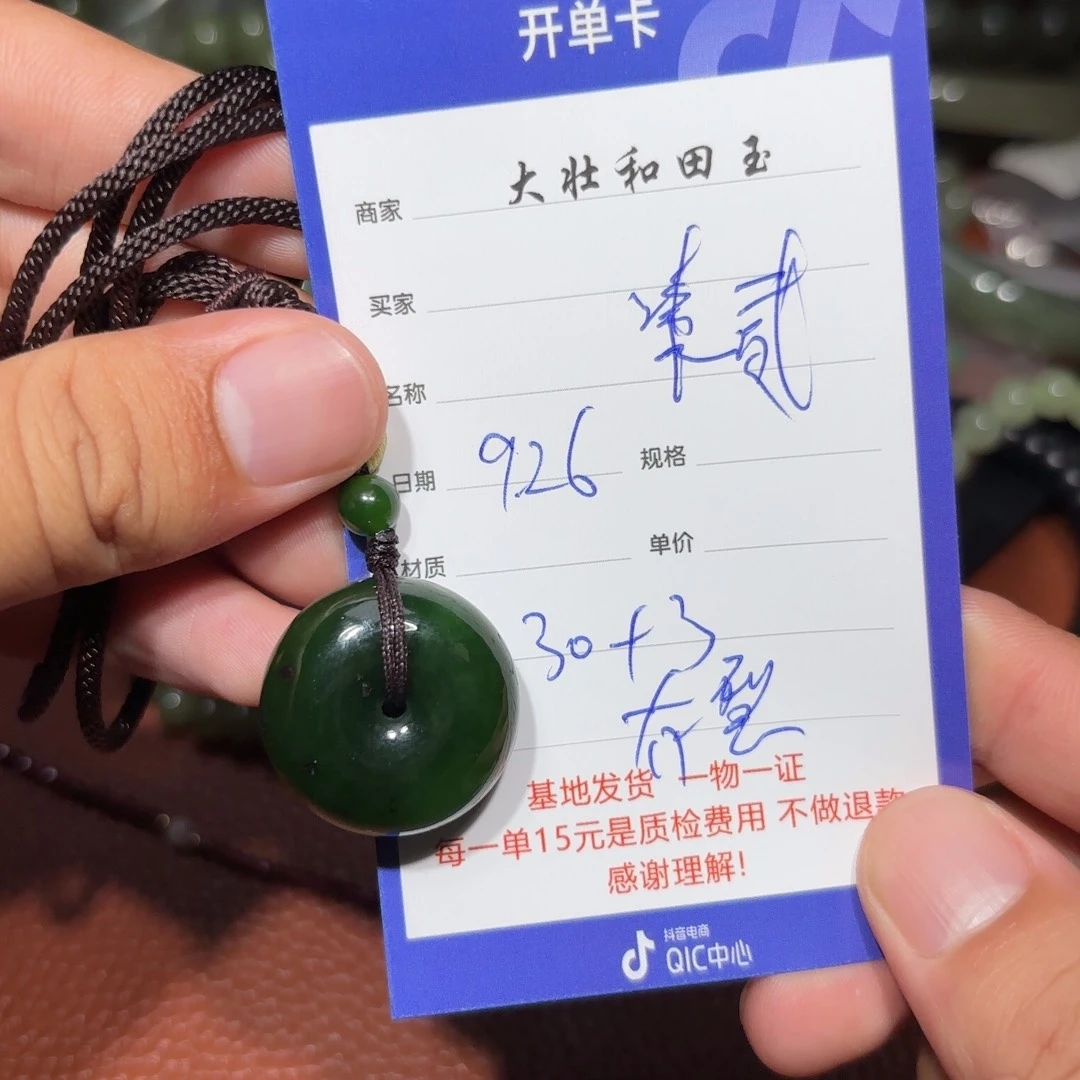 开单卡
商家 大壮和田玉
买家
名称
日期 926 规格
材质 单价
30+3
有裂
基地发货 一物一证
每一单15元是质检费用 不做退款
感谢理解!
抖音电商
QIC中心